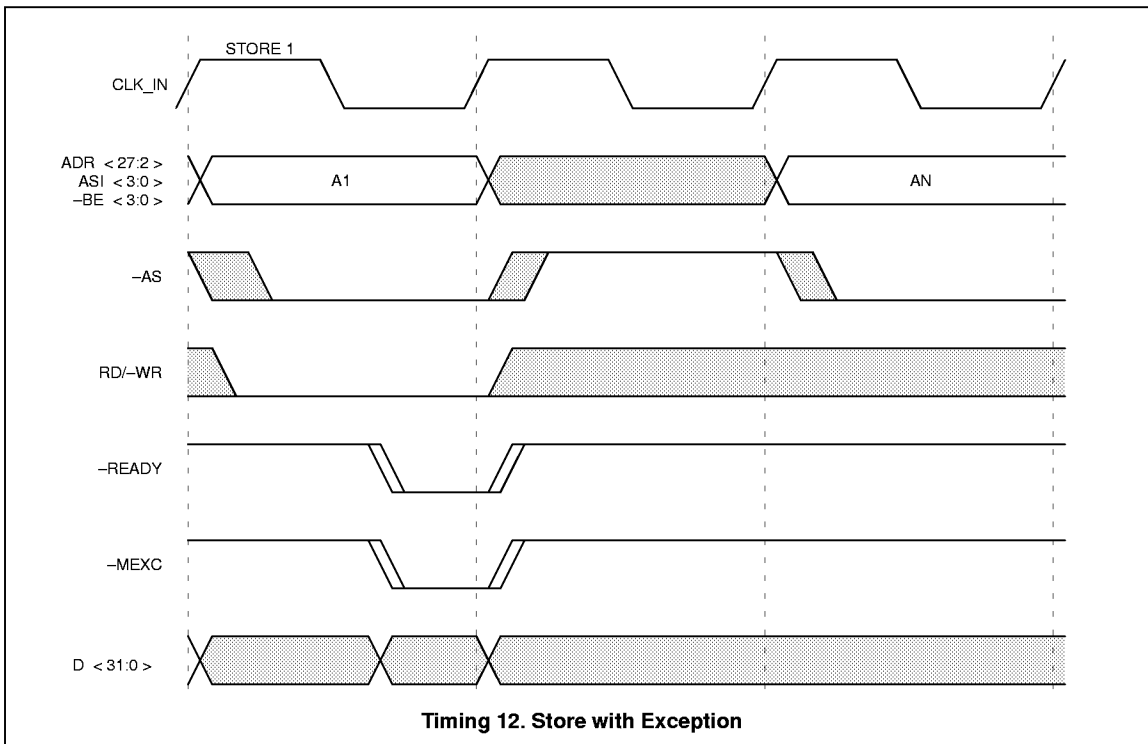 STORE 1
CLK_IN
ADR < 27:2 >
ASI < 3:0 >
–BE < 3:0 >
A1
AN
–AS
RD/–WR
–READY
–MEXC
D < 31:0 >
Timing 12. Store with Exception